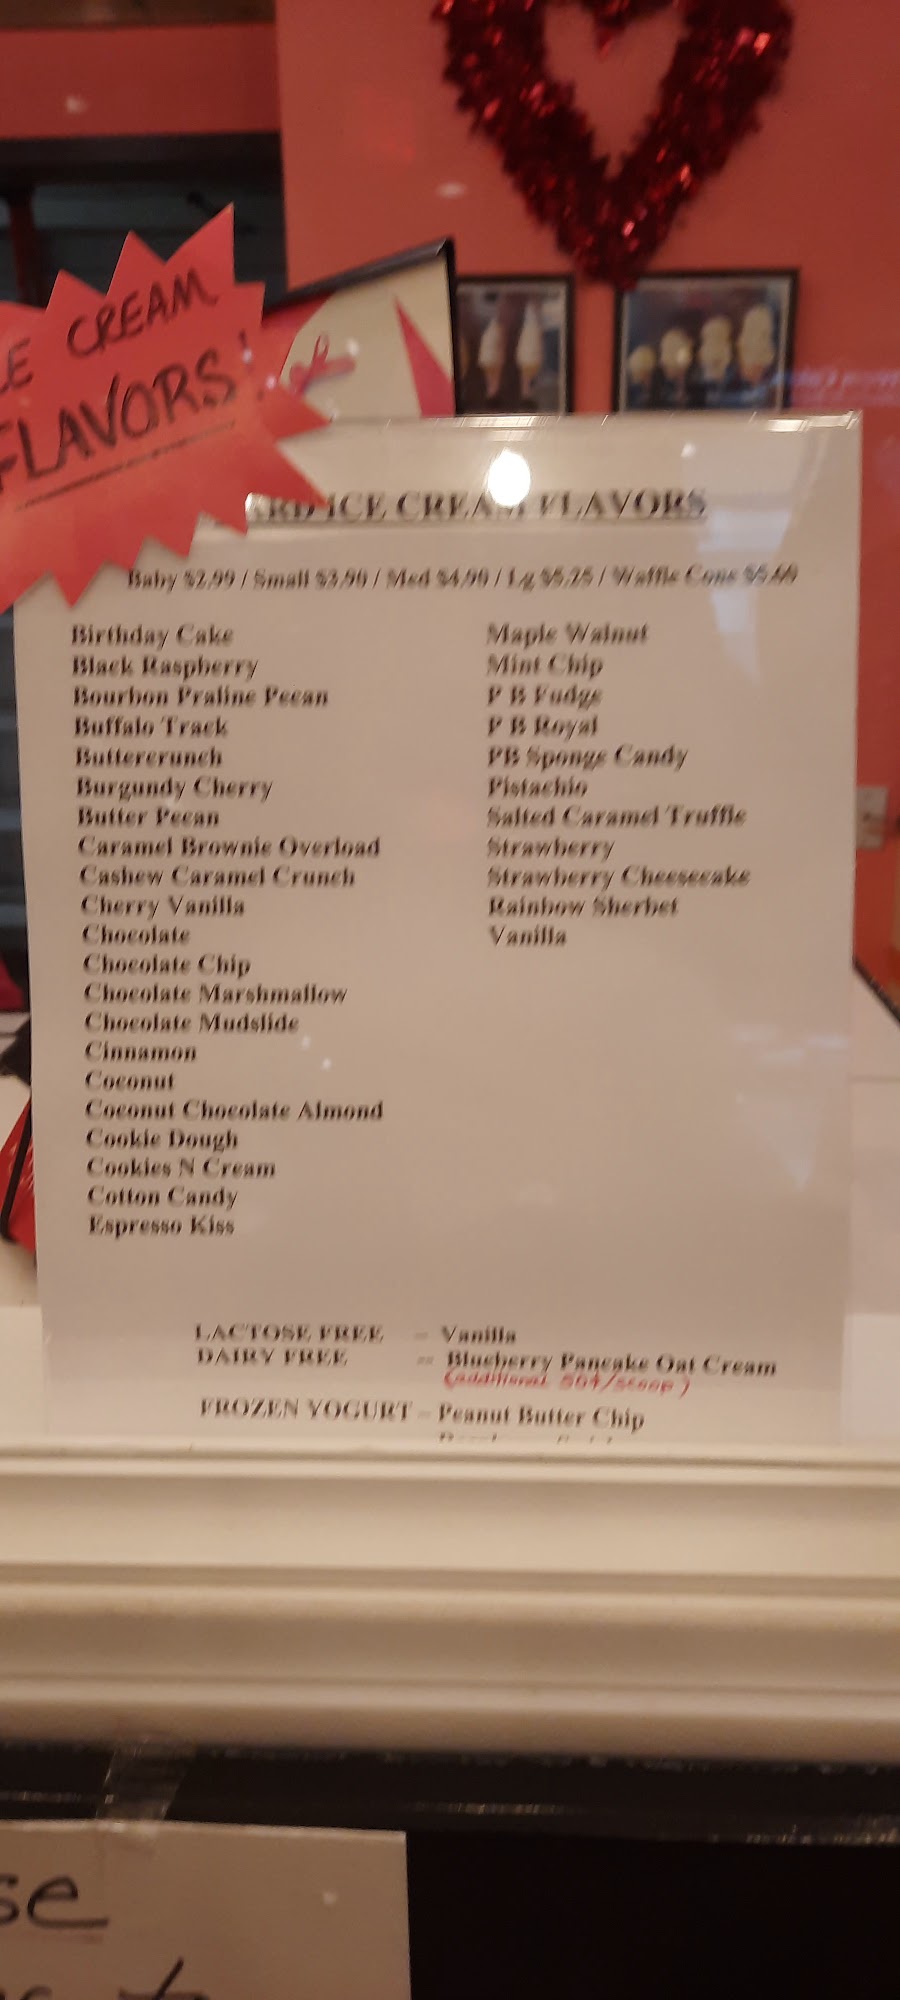 CREAM
FLAVORS!
ICE CREAM FLAVORS
Baby $2.99 / Small $3.90 / Med $4.90 / Lg $5.25 / Waffle Cone
Birthday Cake
Black Raspberry
Bourbon Praline Pecan
Buffalo Track
Buttercrunch
Burgundy Cherry
Butter Pecan
Caramel Brownie Overload
Cashew Caramel Crunch
Cherry Vanilla
Chocolate
Chocolate Chip
Chocolate Marshmallow
Chocolate Mudslide
Cinnamon
Coconut
Coconut Chocolate Almond
Cookie Dough
Cookies N Cream
Cotton Candy
Espresso Kiss
Maple Walnut
Mint Chip
P B Fudge
P B Royal
PB Sponge Candy
Pistachio
Salted Caramel Truffle
Strawberry
Strawberry Cheesecake
Rainbow Sherbet
Vanilla
LACTOSE FREE – Vanilla
DAIRY FREE -- Blueberry Pancake Oat Cream
(additional 50¢/scoop)
FROZEN YOGURT – Peanut Butter Chip